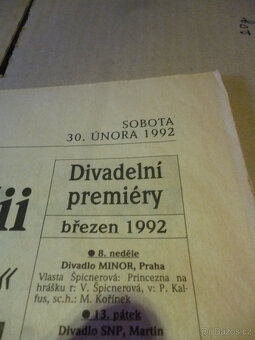 SOBOTA
30. ÚNORA 1992
Divadelní
premiéry
březen 1992
● 8. neděle
Divadlo MINOR, Praha
Vlasta Špicnerová: Princezna na
hrášku r: V. Špicnerová, v: P. Kal-
fus, sc.h.: M. Kořínek
● 13. pátek
Divadlo SNP, Martin